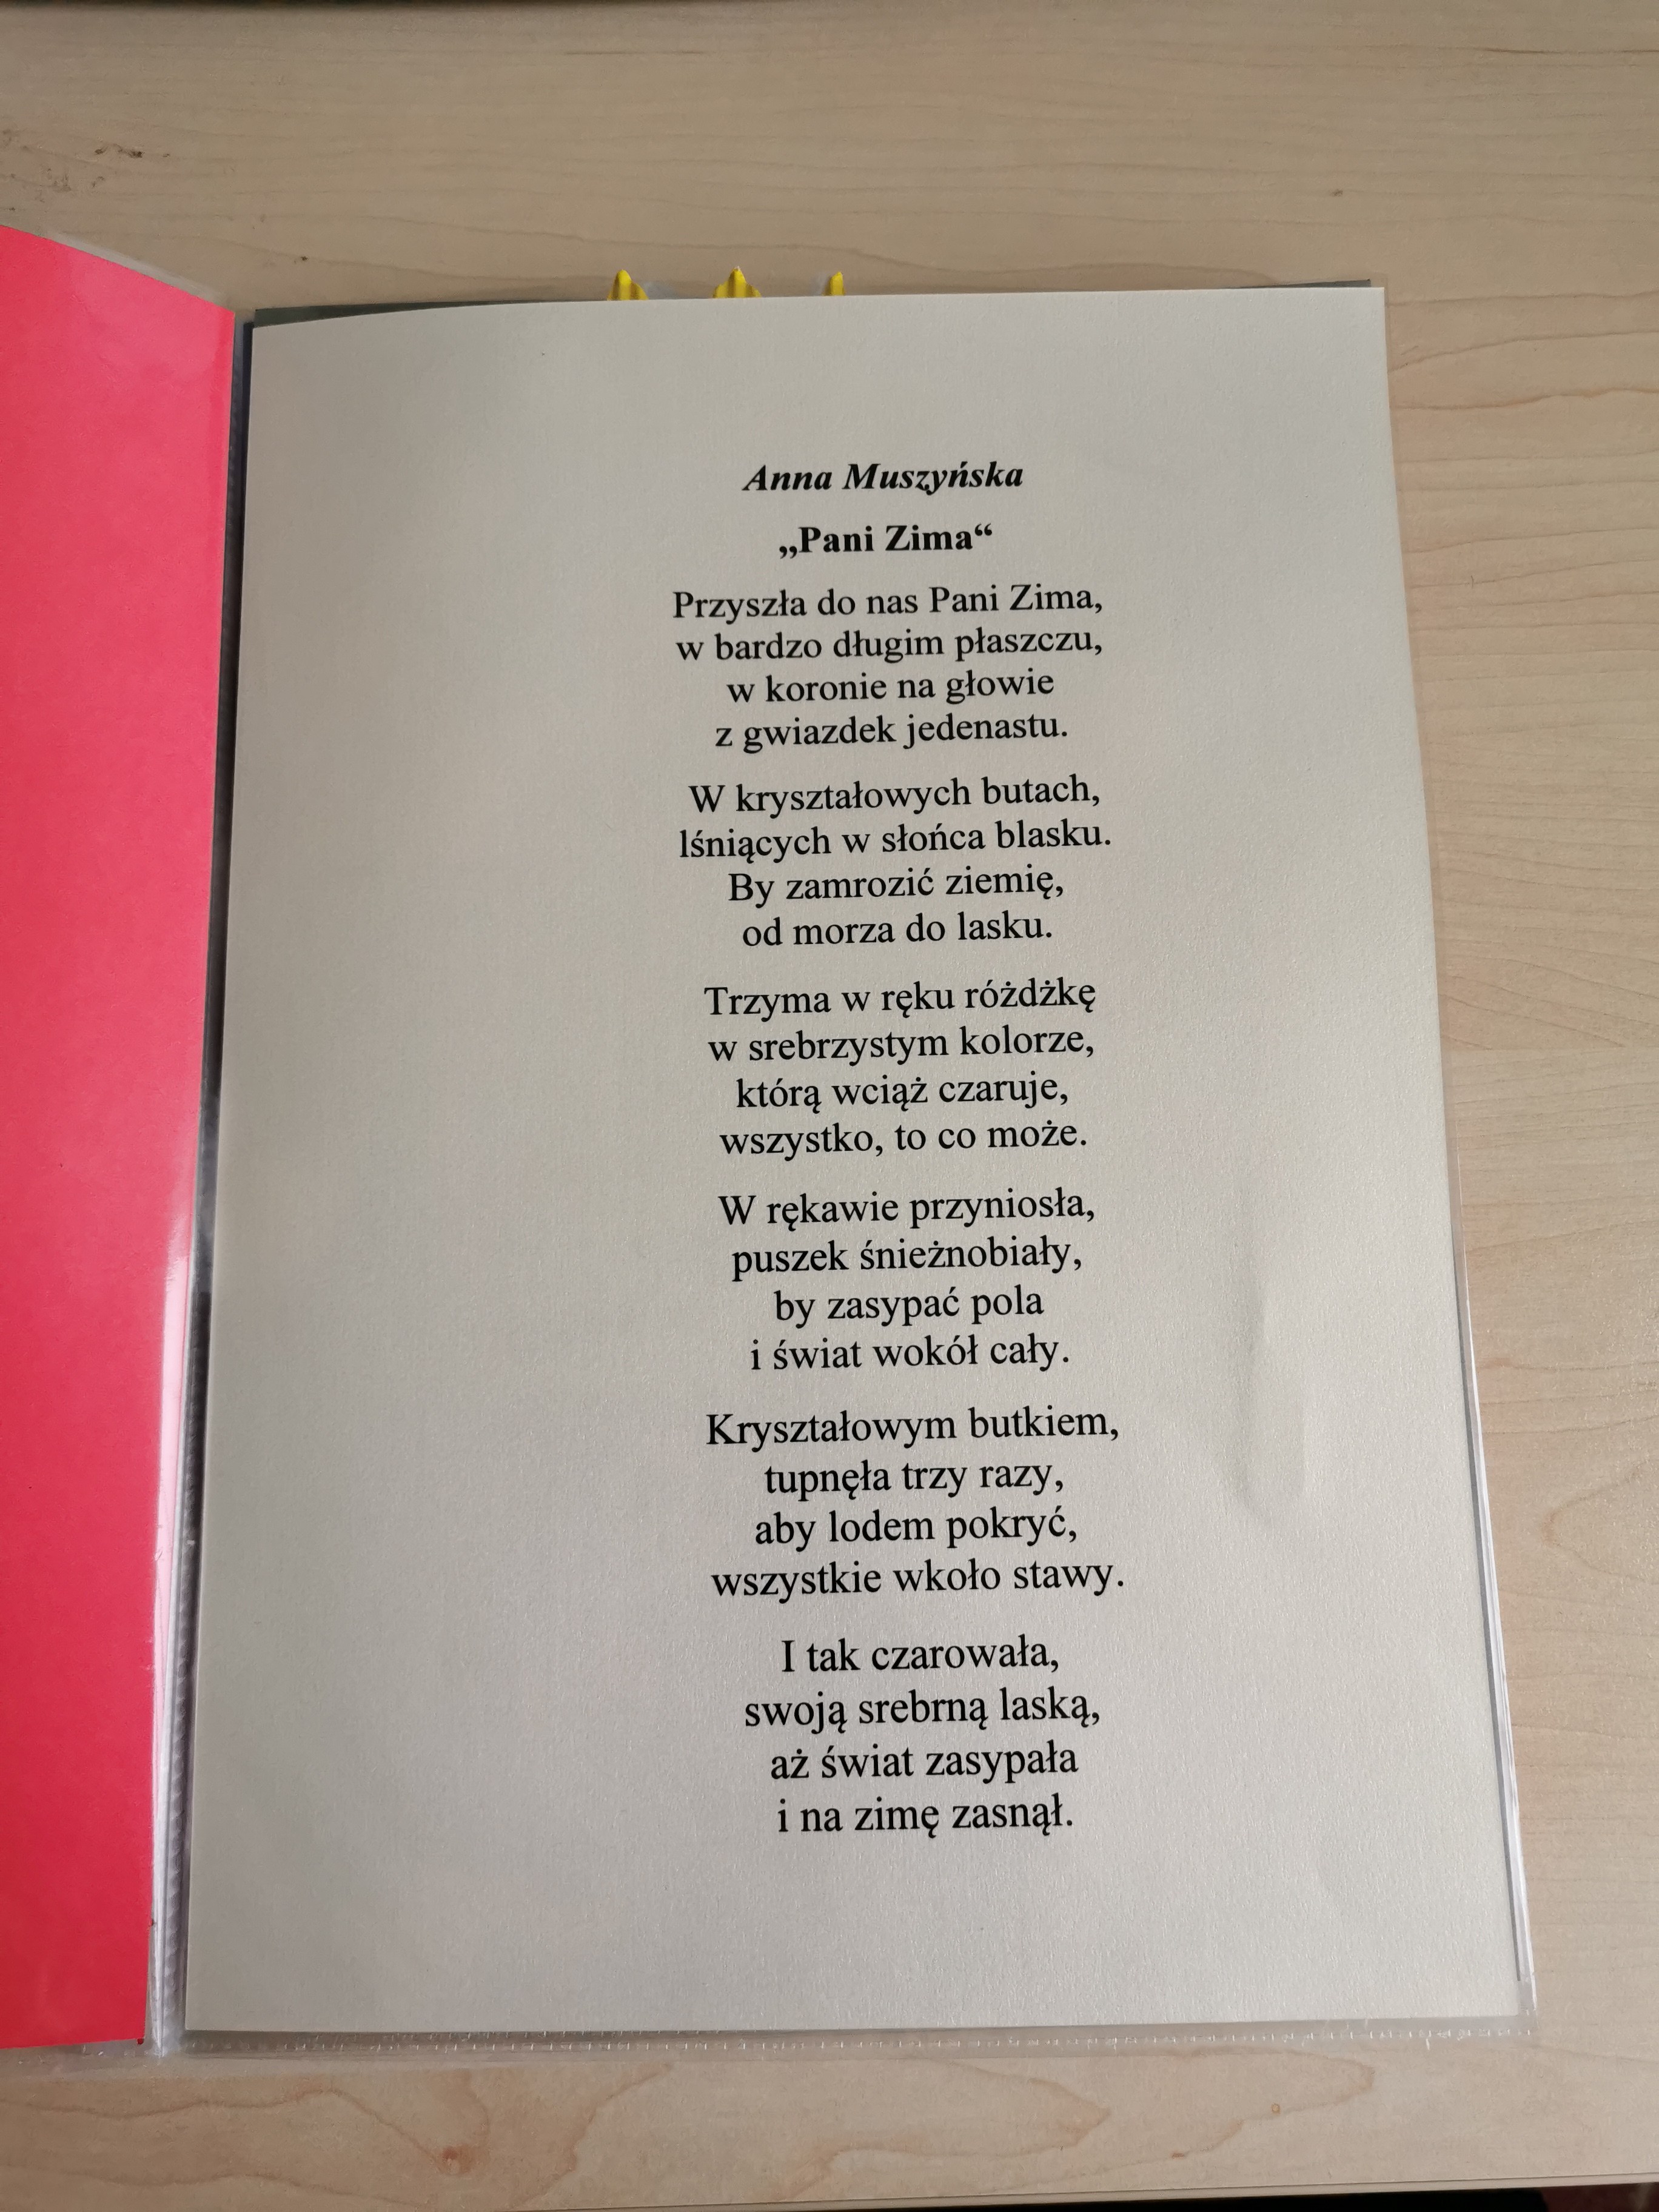 Anna Muszyńska
„Pani Zima“
Przyszła do nas Pani Zima,
w bardzo długim płaszczu,
w koronie na głowie
z gwiazdek jedenastu.
W kryształowych butach,
lśniących w słońca blasku.
By zamrozić ziemię,
od morza do lasku.
Trzyma w ręku różdżkę
w srebrzystym kolorze,
którą wciąż czaruje,
wszystko, to co może.
W rękawie przyniosła,
puszek śnieżnobiały,
by zasypać pola
i świat wokół cały.
Kryształowym butkiem,
tupnęła trzy razy,
aby lodem pokryć,
wszystkie wkoło stawy.
I tak czarowała,
swoją srebrną laską,
aż świat zasypała
i na zimę zasnął.